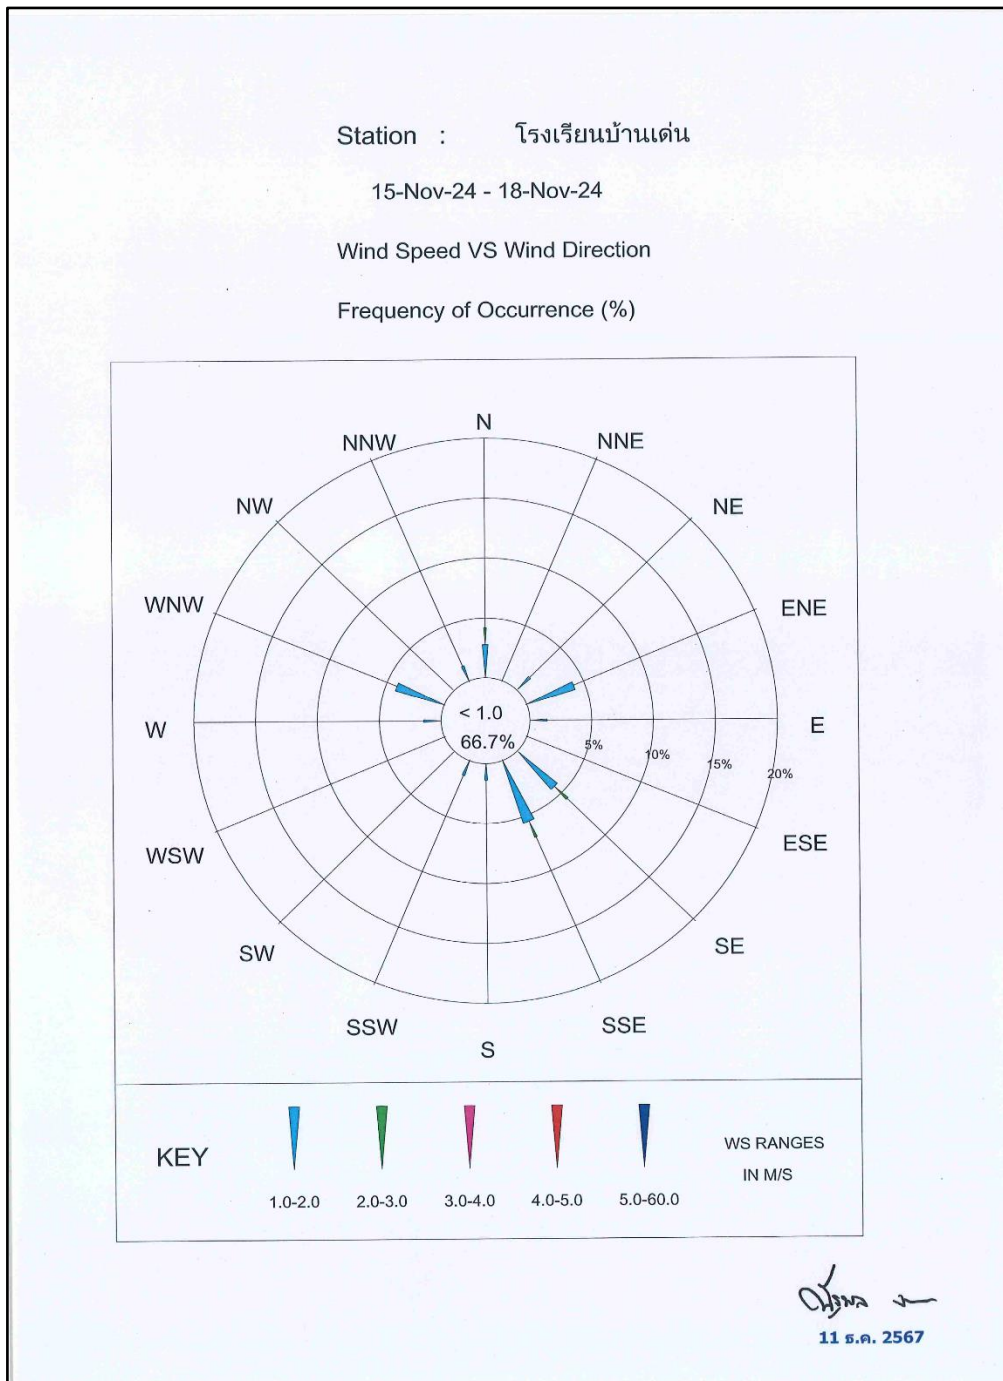 Station : โรงเรียนบ้านเด่น
15-Nov-24 - 18-Nov-24
Wind Speed VS Wind Direction
Frequency of Occurrence (%)
N
NNW
NNE
NW
NE
WNW
ENE
< 1.0
W
E
66.7%
5%
10%
15%
20%
WSW
ESE
SW
SE
SSW
SSE
S
KEY
WS RANGES
IN M/S
1.0-2.0 2.0-3.0 3.0-4.0 4.0-5.0 5.0-60.0
11 ธ.ค. 2567